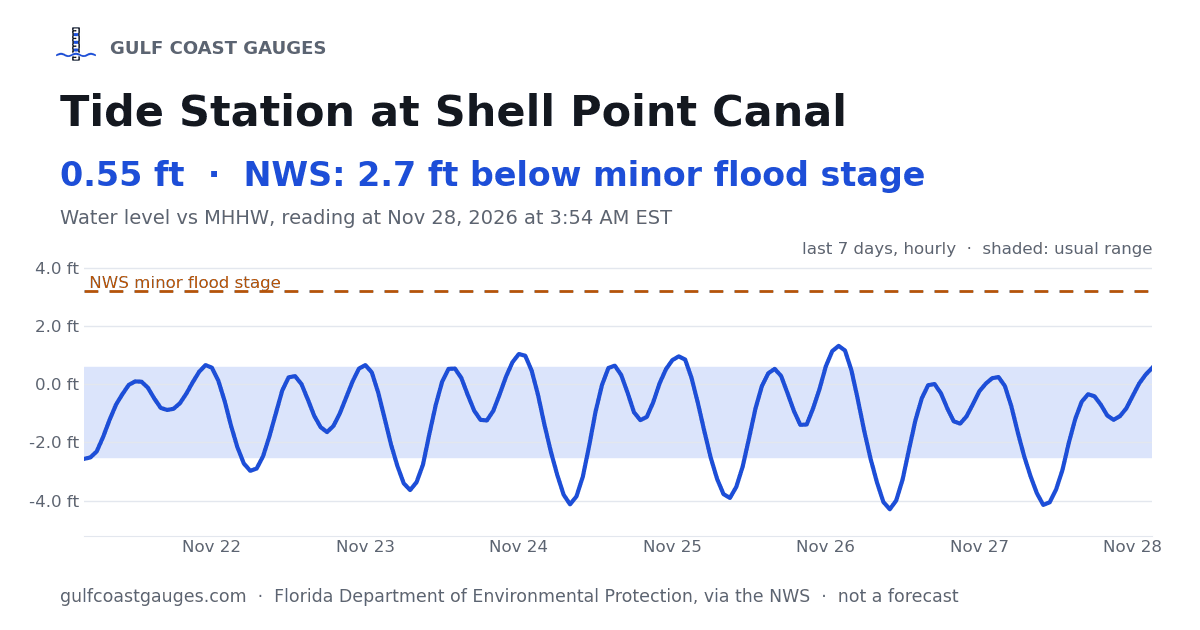 GULF COAST GAUGES
Tide Station at Shell Point Canal
0.55 ft · NWS: 2.7 ft below minor flood stage
Water level vs MHHW, reading at Nov 28, 2026 at 3:54 AM EST
last 7 days, hourly · shaded: usual range
4.0 ft
NWS minor flood stage
2.0 ft
0.0 ft
-2.0 ft
-4.0 ft
Nov 22 Nov 23 Nov 24 Nov 25 Nov 26 Nov 27 Nov 28
gulfcoastgauges.com · Florida Department of Environmental Protection, via the NWS · not a forecast